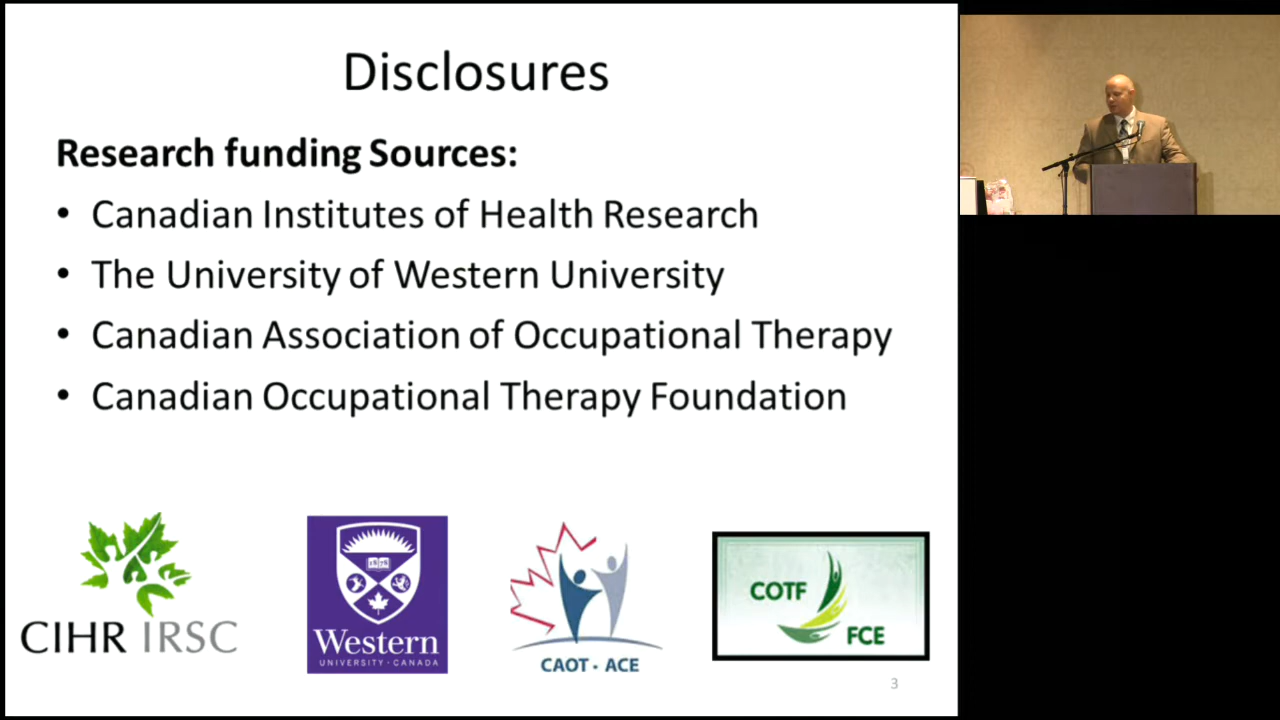 Disclosures
Research funding Sources:
• Canadian Institutes of Health Research
• The University of Western University
• Canadian Association of Occupational Therapy
• Canadian Occupational Therapy Foundation
CIHR IRSC
Western
UNIVERSITY · CANADA
CAOT · ACE
COTF
FCE
3